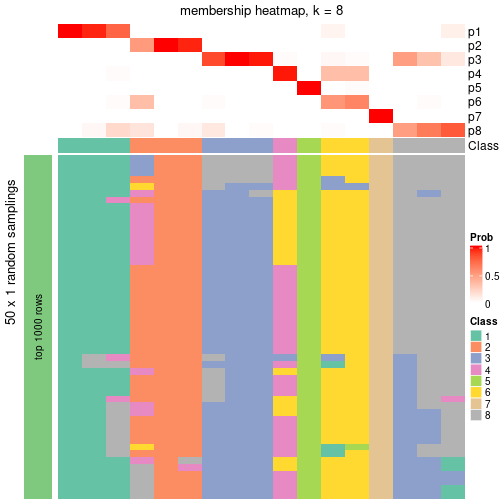 membership heatmap, k = 8
p1
p2
p3
p4
p5
p6
p7
p8
Class
50 x 1 random samplings
top 1000 rows
Prob
1
0.5
0
Class
1
2
3
4
5
6
7
8